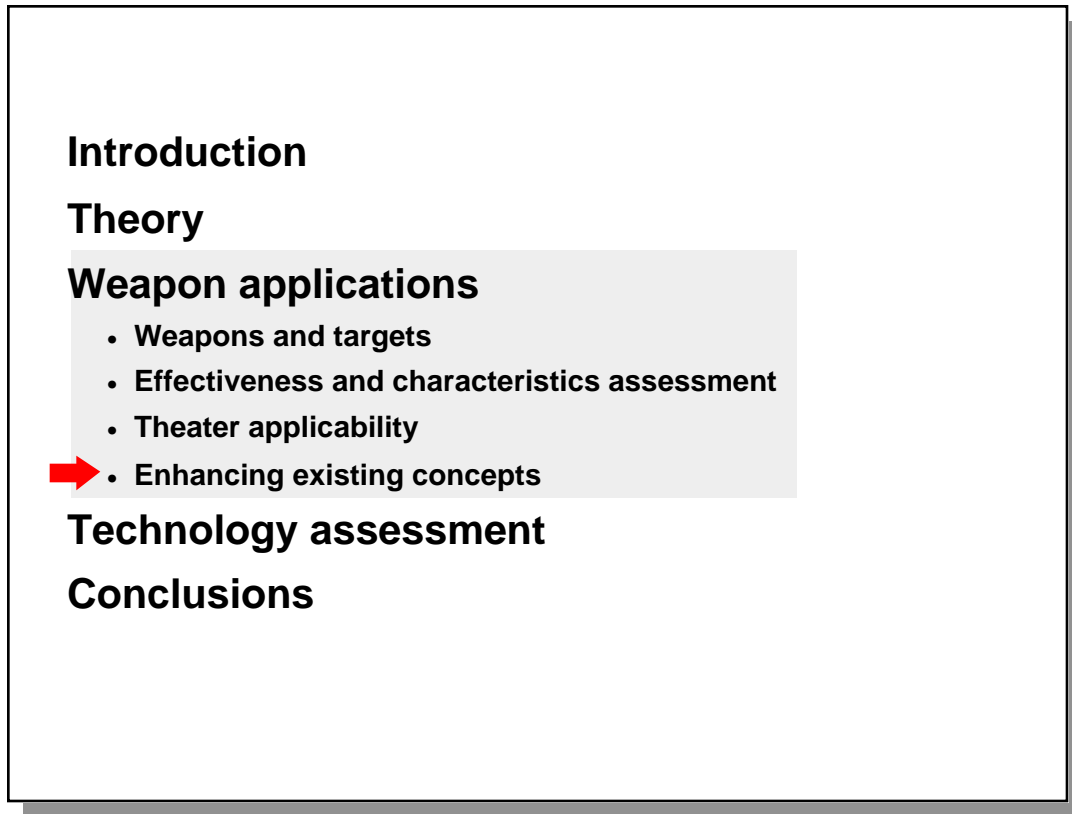 Introduction
Theory
Weapon applications
• Weapons and targets
• Effectiveness and characteristics assessment
• Theater applicability
• Enhancing existing concepts
Technology assessment
Conclusions